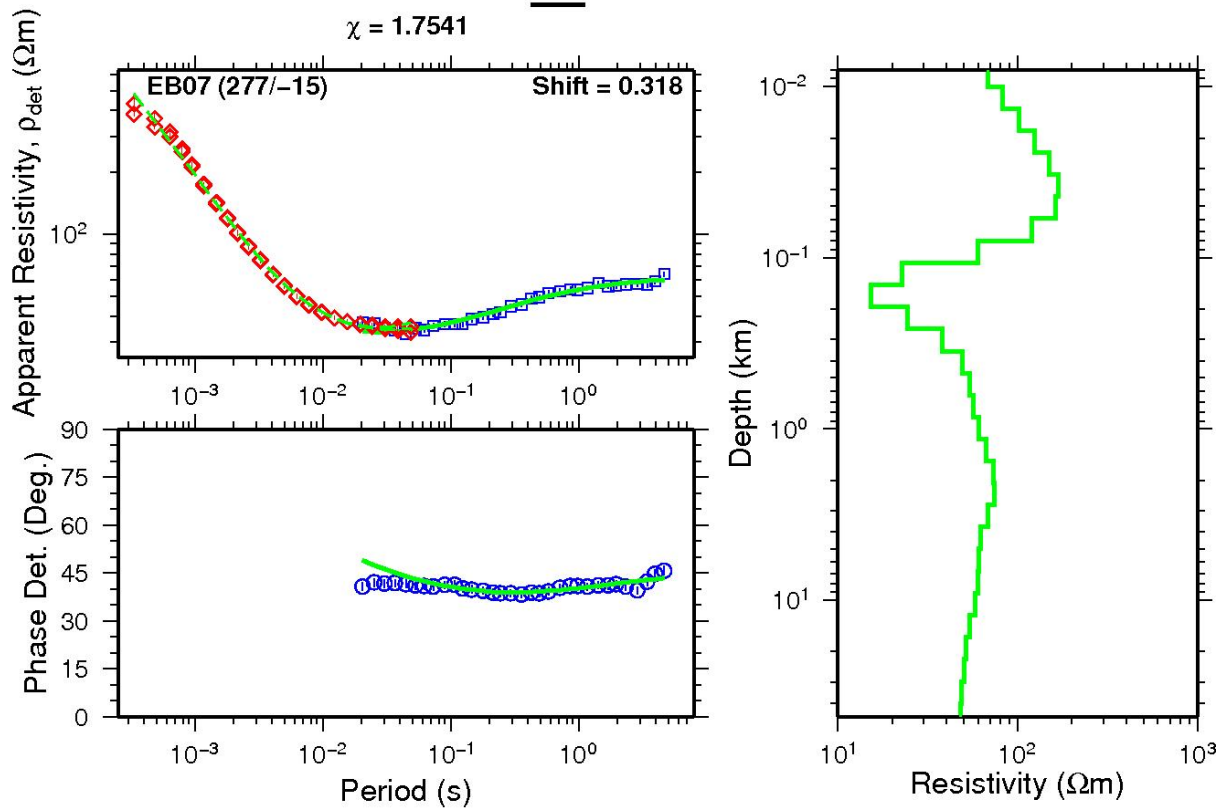 χ = 1.7541
EB07 (277/−15)
Shift = 0.318
Apparent Resistivity, ρdet (Ωm)
10²
10⁻³ 10⁻² 10⁻¹ 10⁰
Phase Det. (Deg.)
90
75
60
45
30
15
0
10⁻³ 10⁻² 10⁻¹ 10⁰
Period (s)
Depth (km)
10⁻²
10⁻¹
10⁰
10¹
10¹ 10² 10³
Resistivity (Ωm)